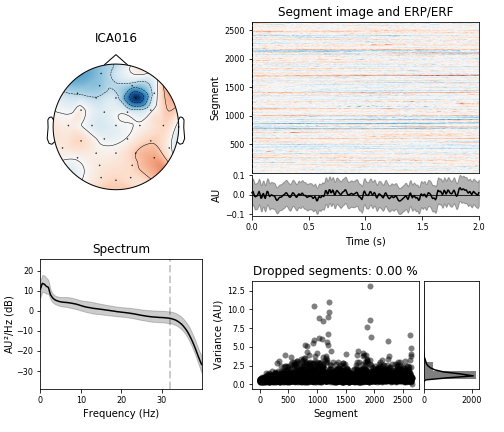 ICA016
Segment image and ERP/ERF
2500
2000
1500
1000
500
Segment
0.1
0.0
−0.1
AU
0.0 0.5 1.0 1.5 2.0
Time (s)
Spectrum
20
10
0
−10
−20
−30
AU²/Hz (dB)
0 10 20 30
Frequency (Hz)
Dropped segments: 0.00 %
12.5
10.0
7.5
5.0
2.5
0.0
Variance (AU)
0 500 1000 1500 2000 2500
Segment
0 2000